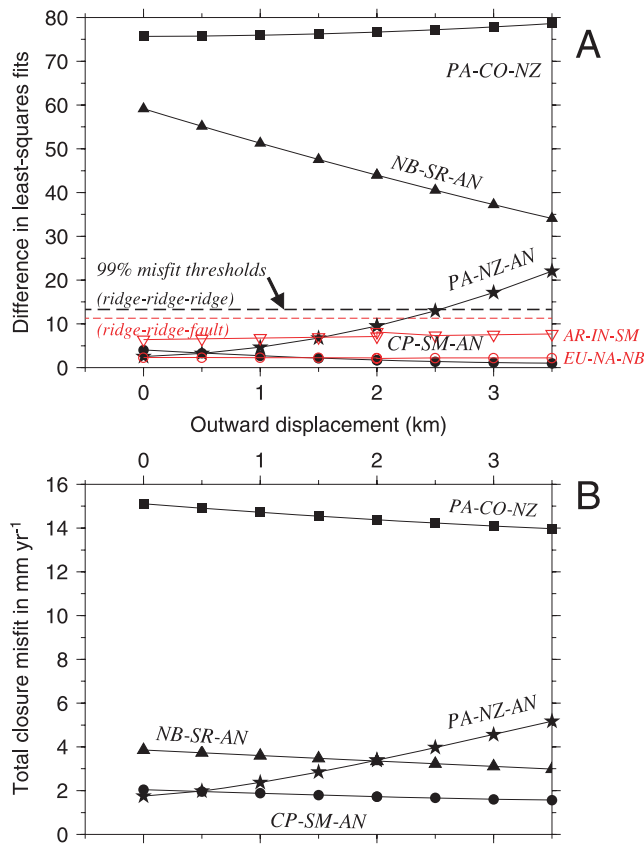 A
Difference in least-squares fits
80
70
60
50
40
30
20
10
0
PA-CO-NZ
NB-SR-AN
PA-NZ-AN
99% misfit thresholds
(ridge-ridge-ridge)
(ridge-ridge-fault)
CP-SM-AN
AR-IN-SM
EU-NA-NB
0 1 2 3
Outward displacement (km)
0 1 2 3
B
Total closure misfit in mm yr-1
16
14
12
10
8
6
4
2
0
PA-CO-NZ
NB-SR-AN
PA-NZ-AN
CP-SM-AN